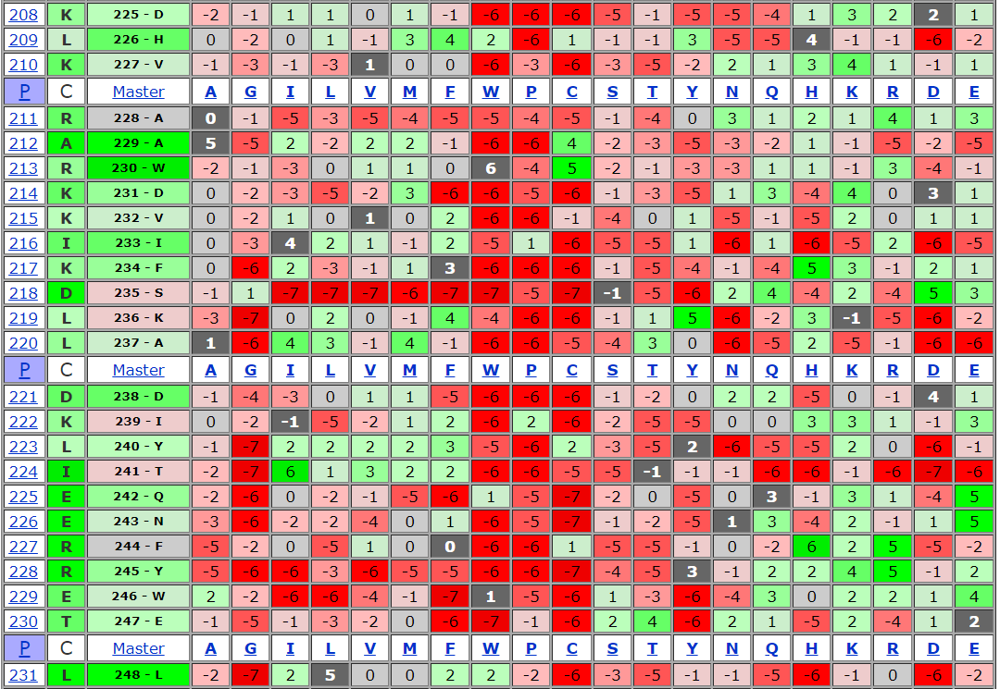 208 K 225 - D -2 -1 1 1 0 1 -1 -6 -6 -6 -5 -1 -5 -5 -4 1 3 2 2 1
209 L 226 - H 0 -2 0 1 -1 3 4 2 -6 1 -1 -1 3 -5 -5 4 -1 -1 -6 -2
210 K 227 - V -1 -3 -1 -3 1 0 0 -6 -3 -6 -3 -5 -2 2 1 3 4 1 -1 1
P C Master A G I L V M F W P C S T Y N Q H K R D E
211 R 228 - A 0 -1 -5 -3 -5 -4 -5 -5 -4 -5 -1 -4 0 3 1 2 1 4 1 3
212 A 229 - A 5 -5 2 -2 2 2 -1 -6 -6 4 -2 -3 -5 -3 -2 1 -1 -5 -2 -5
213 R 230 - W -2 -1 -3 0 1 1 0 6 -4 5 -2 -1 -3 -3 1 1 -1 3 -4 -1
214 K 231 - D 0 -2 -3 -5 -2 3 -6 -6 -5 -6 -1 -3 -5 1 3 -4 4 0 3 1
215 K 232 - V 0 -2 1 0 1 0 2 -6 -6 -1 -4 0 1 -5 -1 -5 2 0 1 1
216 I 233 - I 0 -3 4 2 1 -1 2 -5 1 -6 -5 -5 1 -6 1 -6 -5 2 -6 -5
217 K 234 - F 0 -6 2 -3 -1 1 3 -6 -6 -6 -1 -5 -4 -1 -4 5 3 -1 2 1
218 D 235 - S -1 1 -7 -7 -7 -6 -7 -7 -5 -7 -1 -5 -6 2 4 -4 2 -4 5 3
219 L 236 - K -3 -7 0 2 0 -1 4 -4 -6 -6 -1 1 5 -6 -2 3 -1 -5 -6 -2
220 L 237 - A 1 -6 4 3 -1 4 -1 -6 -6 -5 -4 3 0 -6 -5 2 -5 -1 -6 -6
P C Master A G I L V M F W P C S T Y N Q H K R D E
221 D 238 - D -1 -4 -3 0 1 1 -5 -6 -6 -6 -1 -2 0 2 2 -5 0 -1 4 1
222 K 239 - I 0 -2 -1 -5 -2 1 2 -6 2 -6 -2 -5 -5 0 0 3 3 1 -1 3
223 L 240 - Y -1 -7 2 2 2 2 3 -5 -6 2 -3 -5 2 -6 -5 -5 2 0 -6 -1
224 I 241 - T -2 -7 6 1 3 2 2 -6 -6 -5 -5 -1 -1 -1 -6 -6 -1 -6 -7 -6
225 E 242 - Q -2 -6 0 -2 -1 -5 -6 1 -5 -7 -2 0 -5 0 3 -1 3 1 -4 5
226 E 243 - N -3 -6 -2 -2 -4 0 1 -6 -5 -7 -1 -2 -5 1 3 -4 2 -1 1 5
227 R 244 - F -5 -2 0 -5 1 0 0 -6 -6 1 -5 -5 -1 0 -2 6 2 5 -5 -2
228 R 245 - Y -5 -6 -6 -3 -6 -5 -5 -6 -6 -7 -4 -5 3 -1 2 2 4 5 -1 2
229 E 246 - W 2 -2 -6 -6 -4 -1 -7 1 -5 -6 1 -3 -6 -4 3 0 2 2 1 4
230 T 247 - E -1 -5 -1 -3 -2 0 -6 -7 -1 -6 2 4 -6 2 1 -5 2 -4 1 2
P C Master A G I L V M F W P C S T Y N Q H K R D E
231 L 248 - L -2 -7 2 5 0 0 2 2 -2 -6 -3 -5 -1 -1 -5 -6 -1 0 -6 -2